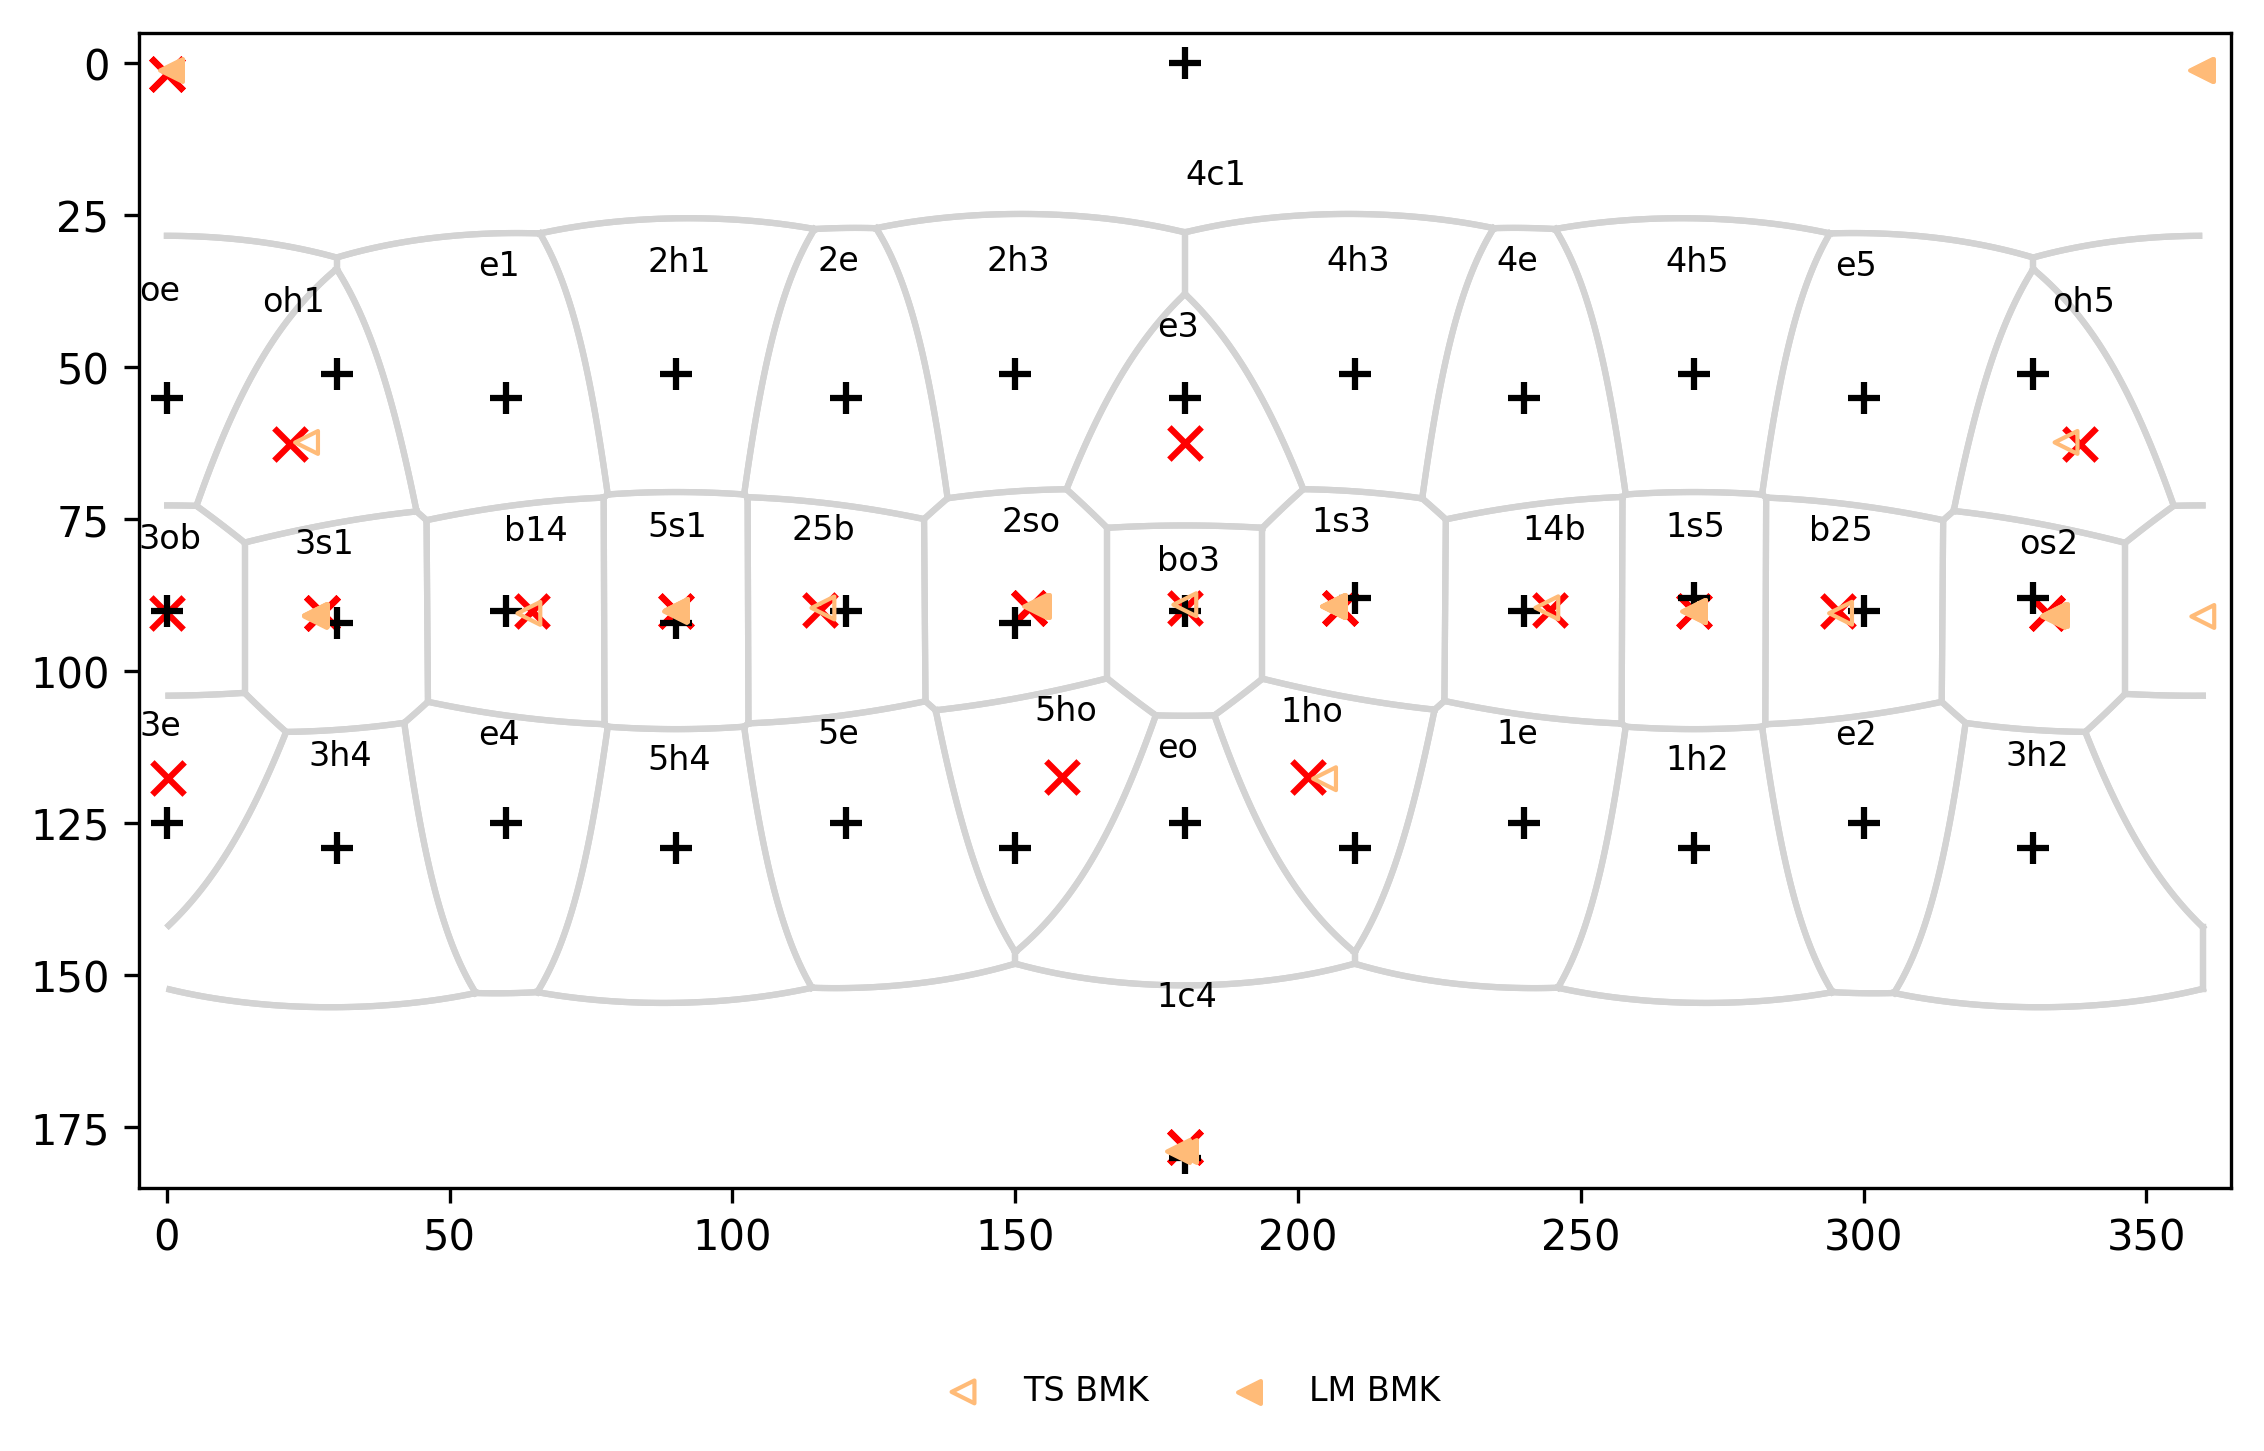 0
4c1
25
e1 2h1 2e 2h3 4h3 4e 4h5 e5
oe oh1 oh5
e3
50
75
3ob 3s1 b14 5s1 25b 2so 1s3 14b 1s5 b25 os2
bo3
100
3e e4 5e 5ho 1ho 1e e2
3h4 5h4 eo 1h2 3h2
125
150
1c4
175
0 50 100 150 200 250 300 350
TS BMK LM BMK